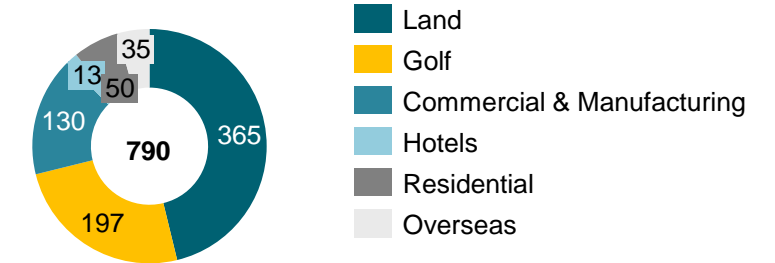 35
13
50
130
790
365
197
Land
Golf
Commercial & Manufacturing
Hotels
Residential
Overseas